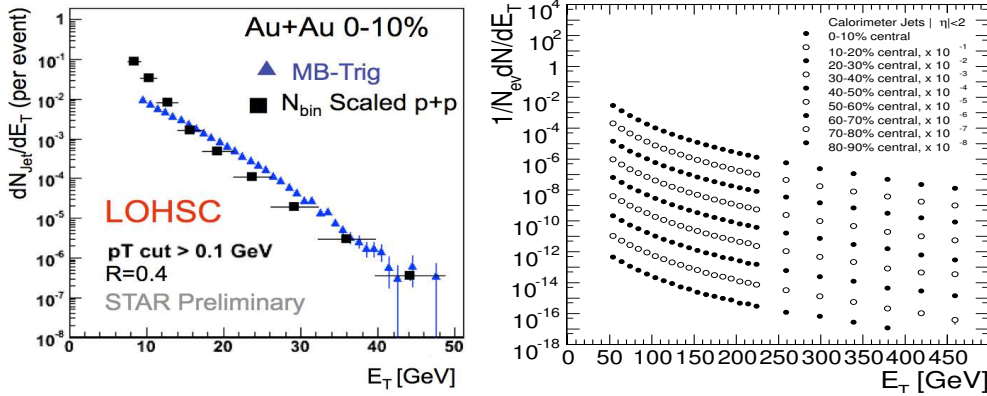 Au+Au 0-10%
MB-Trig
N_bin Scaled p+p
LOHSC
pT cut > 0.1 GeV
R=0.4
STAR Preliminary
dN_Jet/dE_T (per event)
1
10^-1
10^-2
10^-3
10^-4
10^-5
10^-6
10^-7
10^-8
0 10 20 30 40 50
E_T [GeV]
1/N_ev dN/dE_T
10^4
10^2
1
10^-2
10^-4
10^-6
10^-8
10^-10
10^-12
10^-14
10^-16
10^-18
Calorimeter Jets | η|<2
0-10% central
10-20% central, x 10^-1
20-30% central, x 10^-2
30-40% central, x 10^-3
40-50% central, x 10^-4
50-60% central, x 10^-5
60-70% central, x 10^-6
70-80% central, x 10^-7
80-90% central, x 10^-8
0 50 100 150 200 250 300 350 400 450
E_T [GeV]